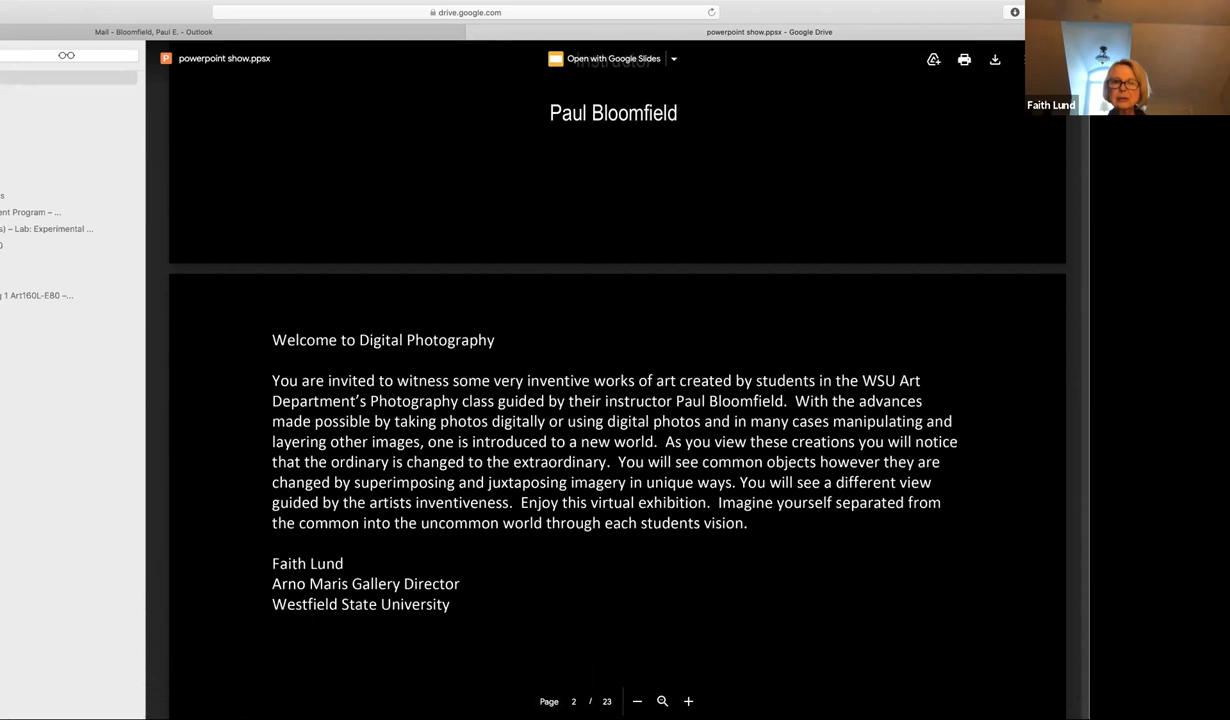 drive.google.com
Mail - Bloomfield, Paul E. - Outlook
powerpoint show.ppsx - Google Drive
powerpoint show.ppsx
Open with Google Slides
Faith Lund
Paul Bloomfield
s
ent Program – ...
s) – Lab: Experimental ...
0
g 1 Art160L-E80 –...
Welcome to Digital Photography
You are invited to witness some very inventive works of art created by students in the WSU Art
Department’s Photography class guided by their instructor Paul Bloomfield. With the advances
made possible by taking photos digitally or using digital photos and in many cases manipulating and
layering other images, one is introduced to a new world. As you view these creations you will notice
that the ordinary is changed to the extraordinary. You will see common objects however they are
changed by superimposing and juxtaposing imagery in unique ways. You will see a different view
guided by the artists inventiveness. Enjoy this virtual exhibition. Imagine yourself separated from
the common into the uncommon world through each students vision.
Faith Lund
Arno Maris Gallery Director
Westfield State University
Page 2 / 23